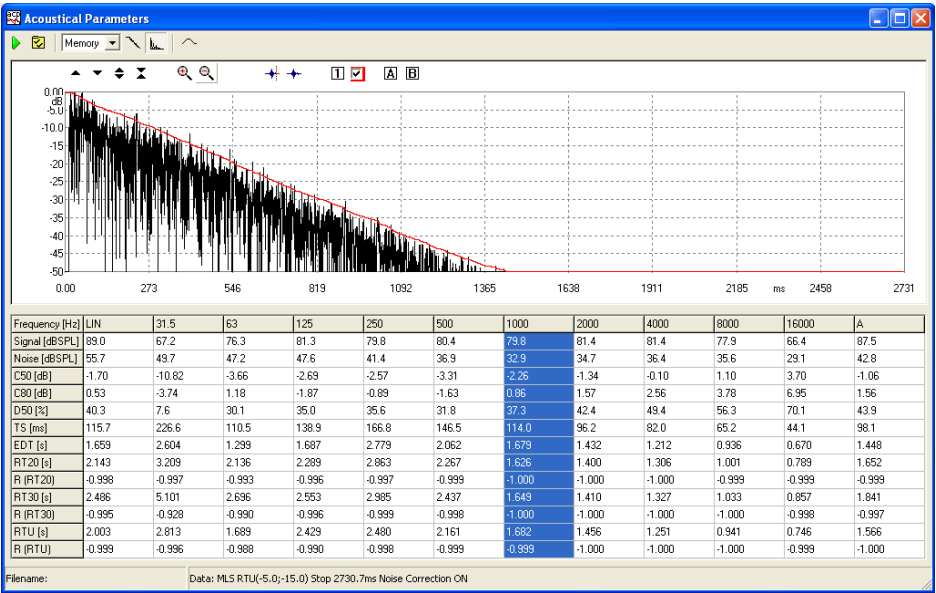 Acoustical Parameters
Memory
1 A B
0.00
dB
-5.0
-10.0
-15
-20
-25
-30
-35
-40
-45
-50
0.00 273 546 819 1092 1365 1638 1911 2185 ms 2458 2731
Frequency [Hz] LIN 31.5 63 125 250 500 1000 2000 4000 8000 16000 A
Signal [dBSPL] 89.0 67.2 76.3 81.3 79.8 80.4 79.8 81.4 81.4 77.9 66.4 87.5
Noise [dBSPL] 55.7 49.7 47.2 47.6 41.4 36.9 32.9 34.7 36.4 35.6 29.1 42.8
C50 [dB] -1.70 -10.82 -3.66 -2.69 -2.57 -3.31 -2.26 -1.34 -0.10 1.10 3.70 -1.06
C80 [dB] 0.53 -3.74 1.18 -1.87 -0.89 -1.63 0.86 1.57 2.56 3.78 6.95 1.56
D50 [%] 40.3 7.6 30.1 35.0 35.6 31.8 37.3 42.4 49.4 56.3 70.1 43.9
TS [ms] 115.7 226.6 110.5 138.9 166.8 146.5 114.0 96.2 82.0 65.2 44.1 98.1
EDT [s] 1.659 2.604 1.299 1.687 2.779 2.062 1.679 1.432 1.212 0.936 0.670 1.448
RT20 [s] 2.143 3.209 2.136 2.289 2.863 2.267 1.626 1.400 1.306 1.001 0.789 1.652
R (RT20) -0.998 -0.997 -0.993 -0.996 -0.997 -0.999 -1.000 -1.000 -1.000 -0.999 -0.999 -0.999
RT30 [s] 2.486 5.101 2.696 2.553 2.985 2.437 1.649 1.410 1.327 1.033 0.857 1.841
R (RT30) -0.995 -0.928 -0.990 -0.996 -0.999 -0.998 -1.000 -1.000 -1.000 -1.000 -0.998 -0.997
RTU [s] 2.003 2.813 1.689 2.429 2.480 2.161 1.682 1.456 1.251 0.941 0.746 1.566
R (RTU) -0.999 -0.996 -0.988 -0.990 -0.998 -0.999 -0.999 -1.000 -1.000 -1.000 -0.999 -1.000
Filename: Data: MLS RTU(-5.0;-15.0) Stop 2730.7ms Noise Correction ON